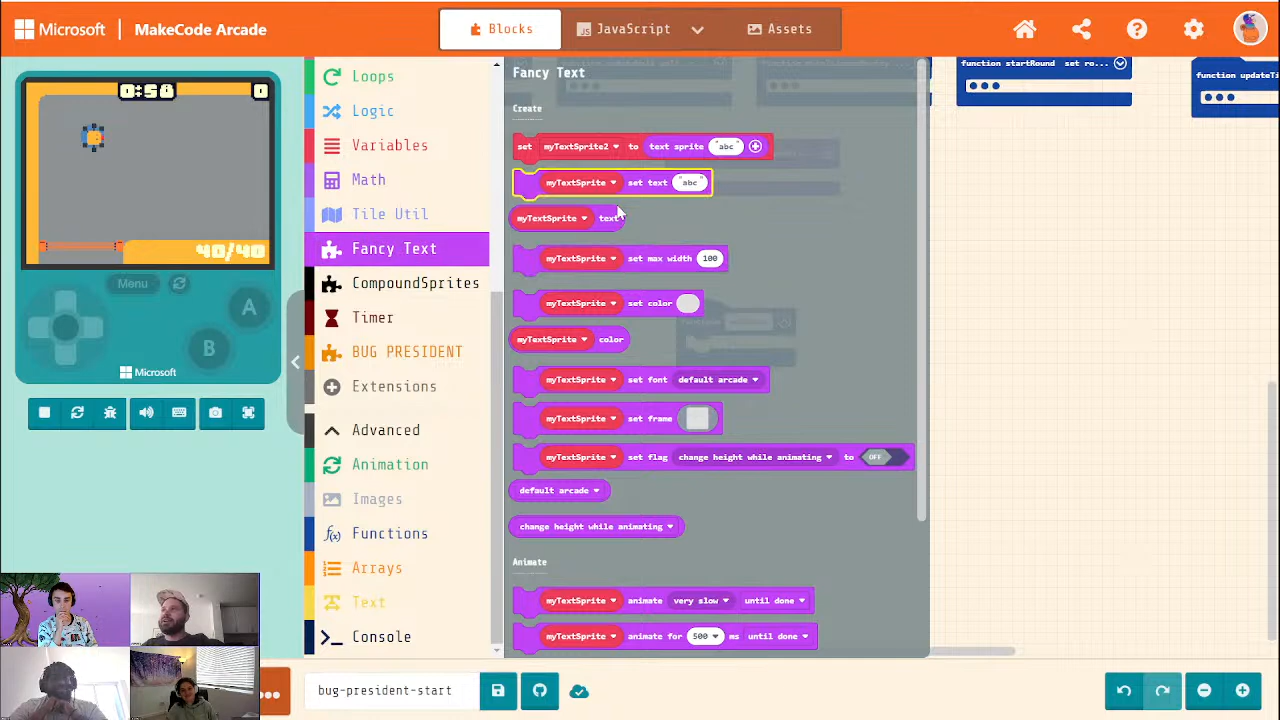 Microsoft
MakeCode Arcade
Blocks
JavaScript
Assets
0:58
0
40/40
Menu
A
B
Microsoft
Loops
Logic
Variables
Math
Tile Util
Fancy Text
CompoundSprites
Timer
BUG PRESIDENT
Extensions
Advanced
Animation
Images
Functions
Arrays
Text
Console
Fancy Text
Create
set myTextSprite2 to text sprite "abc"
myTextSprite set text "abc"
myTextSprite text
myTextSprite set max width 100
myTextSprite set color
myTextSprite color
myTextSprite set font default arcade
myTextSprite set frame
myTextSprite set flag change height while animating to OFF
default arcade
change height while animating
Animate
myTextSprite animate very slow until done
myTextSprite animate for 500 ms until done
function startRound set ro...
function updateTi
bug-president-start